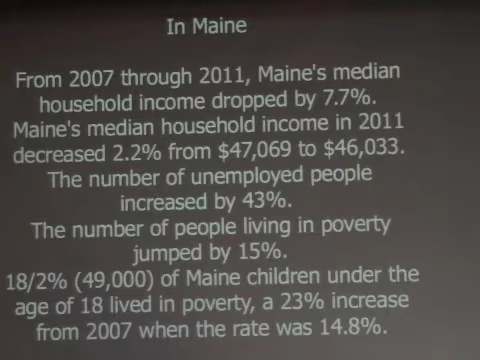 In Maine
From 2007 through 2011, Maine's median
household income dropped by 7.7%.
Maine's median household income in 2011
decreased 2.2% from $47,069 to $46,033.
The number of unemployed people
increased by 43%.
The number of people living in poverty
jumped by 15%.
18/2% (49,000) of Maine children under the
age of 18 lived in poverty, a 23% increase
from 2007 when the rate was 14.8%.